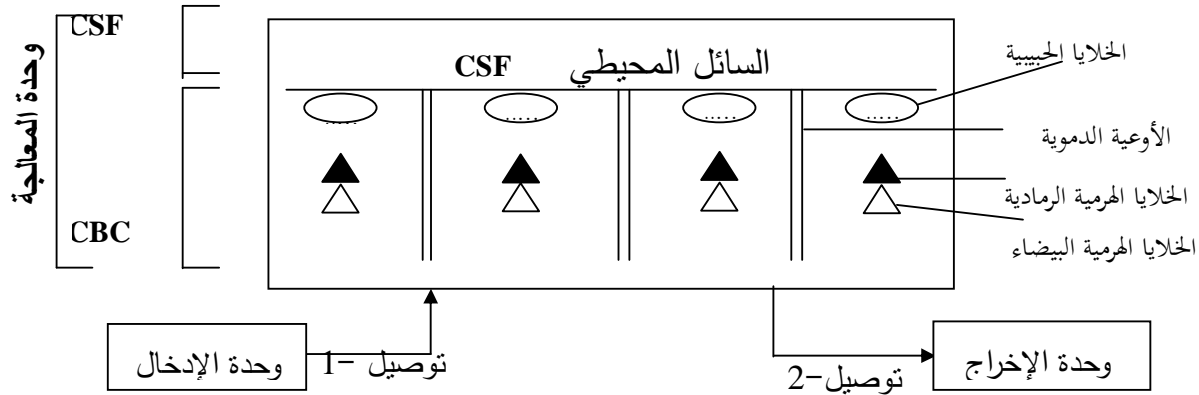 CSF
السائل المحيطي CSF
الخلايا الحبيبية
وحدة المعالجة
الأوعية الدموية
الخلايا الهرمية الرمادية
CBC
الخلايا الهرمية البيضاء
وحدة الإدخال
توصيل -1
توصيل-2
وحدة الإخراج